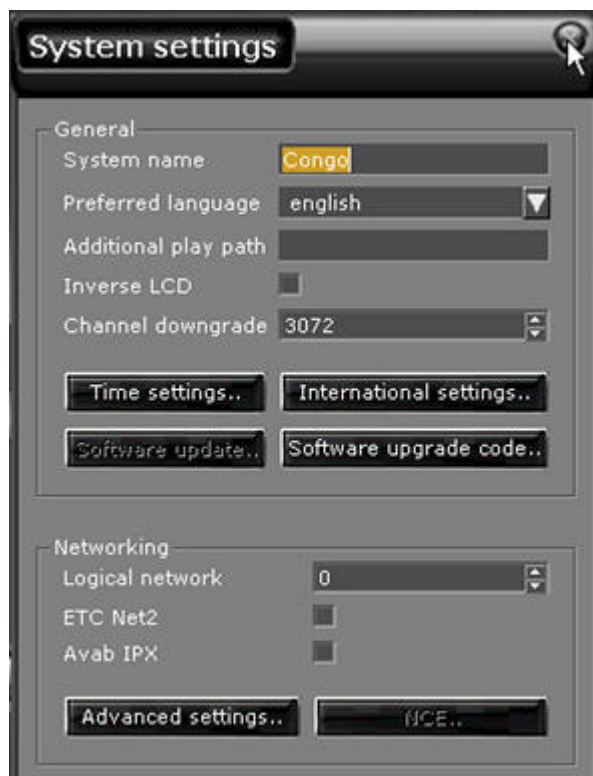 System settings
General
System name Congo
Preferred language english
Additional play path
Inverse LCD
Channel downgrade 3072
Time settings.. International settings..
Software update.. Software upgrade code..
Networking
Logical network 0
ETC Net2
Avab IPX
Advanced settings.. NCE..